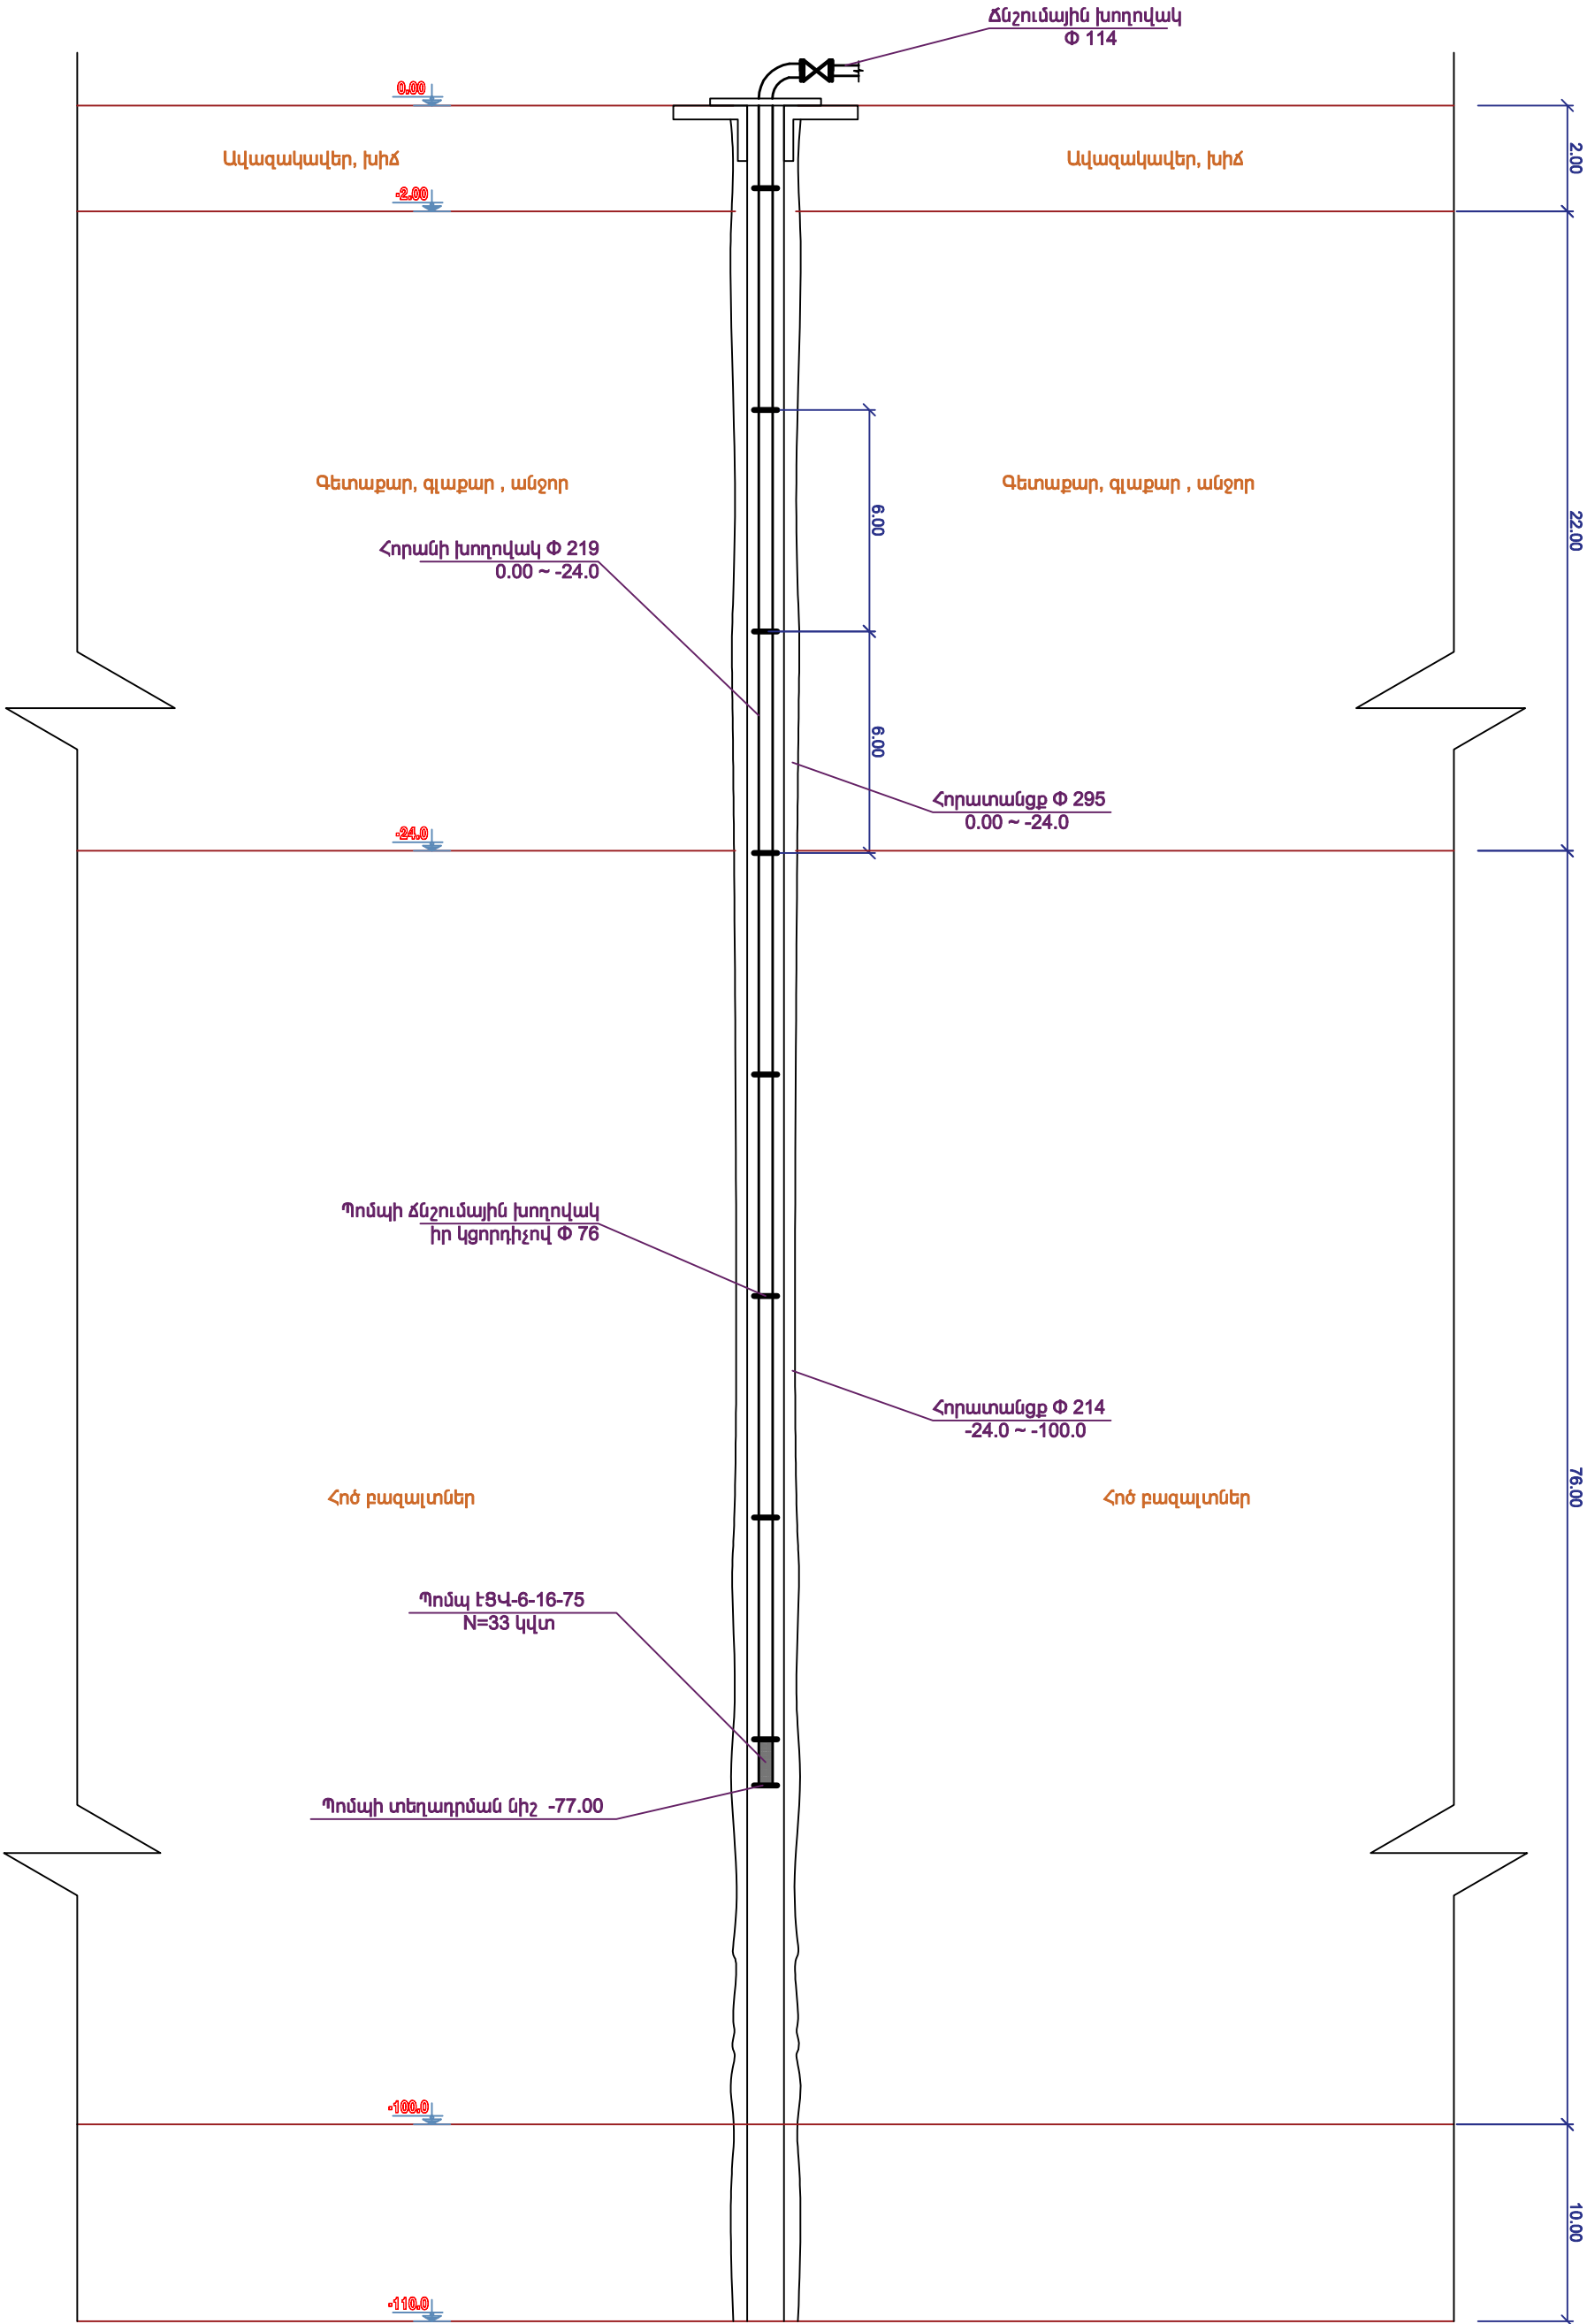 Ճնշումային խողովակ
Φ 114
0.00
Ավազակավեր, խիճ
Ավազակավեր, խիճ
2.00
-2.00
Գետաքար, գլաքար , անջոր
Գետաքար, գլաքար , անջոր
6.00
22.00
Հորանի խողովակ Φ 219
0.00 ~ -24.0
6.00
Հորատանցք Φ 295
0.00 ~ -24.0
-24.0
Պոմպի ճնշումային խողովակ
իր կցորդիչով Φ 76
Հորատանցք Φ 214
-24.0 ~ -100.0
Հոծ բազալտներ
Հոծ բազալտներ
76.00
Պոմպ ԷՑՎ-6-16-75
N=33 կվտ
Պոմպի տեղադրման նիշ -77.00
-100.0
10.00
-110.0